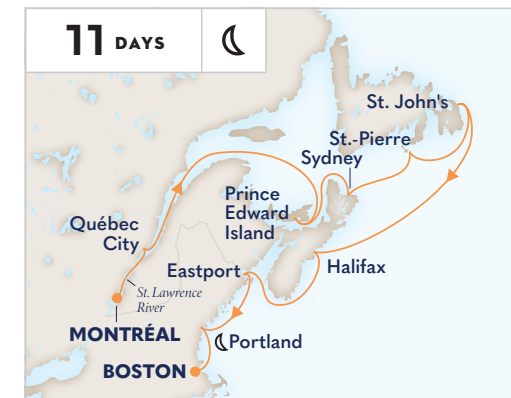 11 DAYS
St. John's
St.-Pierre
Sydney
Prince
Edward
Island
Québec
City
Halifax
Eastport
St. Lawrence
River
MONTRÉAL
Portland
BOSTON